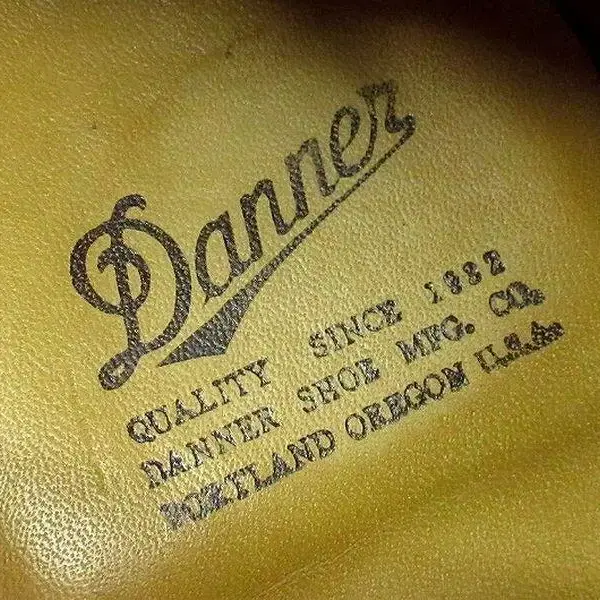 Danner
QUALITY SINCE 1932
DANNER SHOE MFG. CO.
PORTLAND OREGON U.S.A.